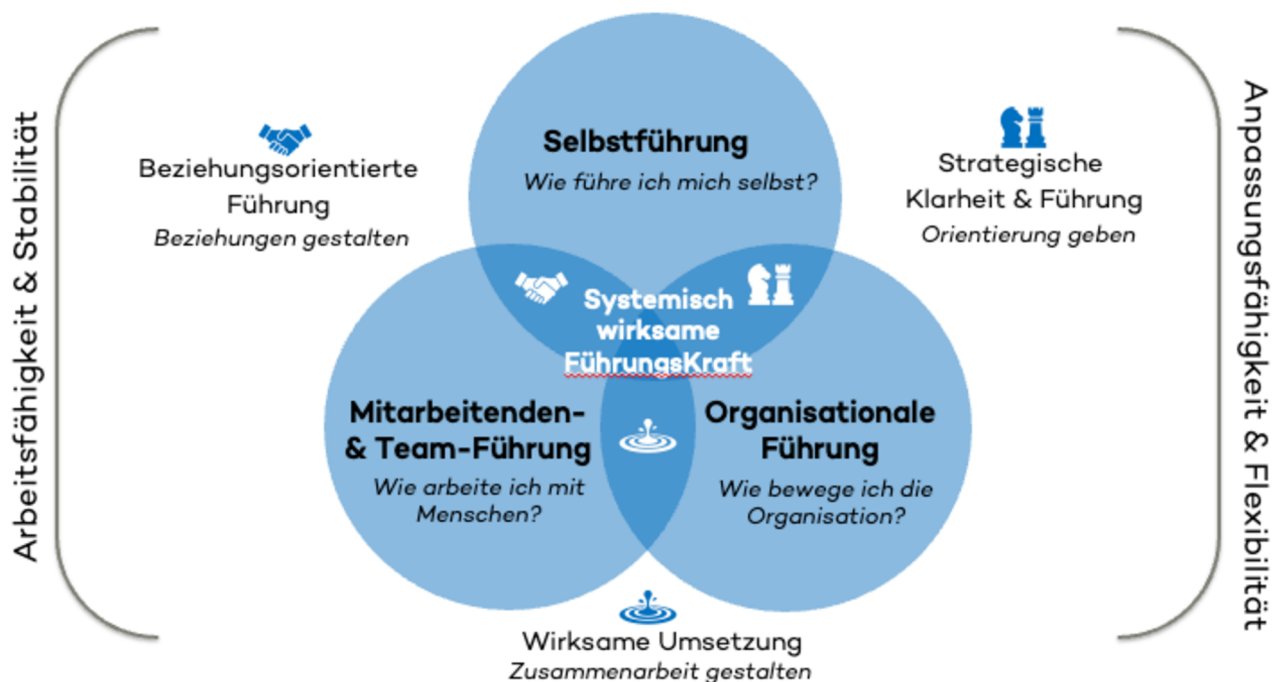 Arbeitsfähigkeit & Stabilität
Beziehungsorientierte
Führung
Beziehungen gestalten
Selbstführung
Wie führe ich mich selbst?
Strategische
Klarheit & Führung
Orientierung geben
Anpassungsfähigkeit & Flexibilität
Systemisch
wirksame
FührungsKraft
Mitarbeitenden-
& Team-Führung
Wie arbeite ich mit
Menschen?
Organisationale
Führung
Wie bewege ich die
Organisation?
Wirksame Umsetzung
Zusammenarbeit gestalten